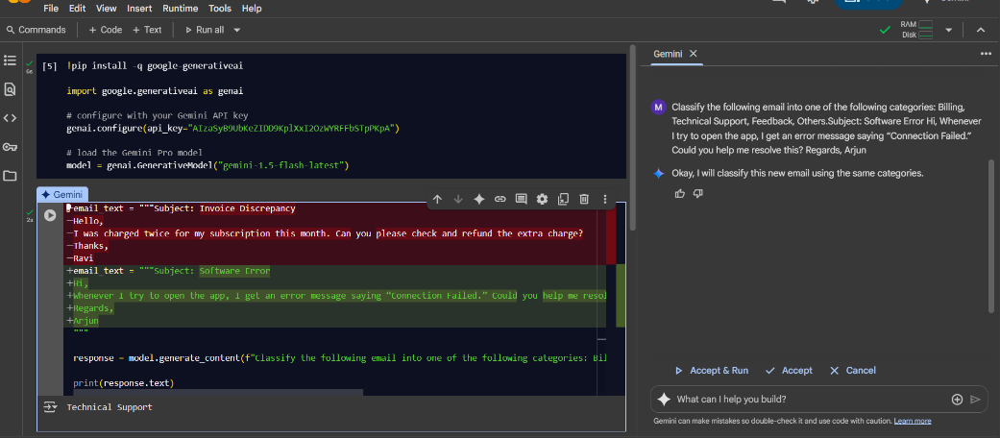 File Edit View Insert Runtime Tools Help
Commands + Code + Text Run all
RAM
Disk
[5] !pip install -q google-generativeai
6s
import google.generativeai as genai
# configure with your Gemini API key
genai.configure(api_key="AIzaSyB9UbKeZIDD9KplXxI2OzWYRFFbSTpPKpA")
# load the Gemini Pro model
model = genai.GenerativeModel("gemini-1.5-flash-latest")
Gemini
2s
email_text = """Subject: Invoice Discrepancy
-Hello,
-I was charged twice for my subscription this month. Can you please check and refund the extra charge?
-Thanks,
-Ravi
+email_text = """Subject: Software Error
+Hi,
+Whenever I try to open the app, I get an error message saying “Connection Failed.” Could you help me resol
+Regards,
+Arjun
"""
response = model.generate_content(f"Classify the following email into one of the following categories: Bil
print(response.text)
Technical Support
Gemini
M Classify the following email into one of the following categories: Billing,
Technical Support, Feedback, Others.Subject: Software Error Hi, Whenever
I try to open the app, I get an error message saying “Connection Failed.”
Could you help me resolve this? Regards, Arjun
Okay, I will classify this new email using the same categories.
Accept & Run Accept Cancel
What can I help you build?
Gemini can make mistakes so double-check it and use code with caution. Learn more